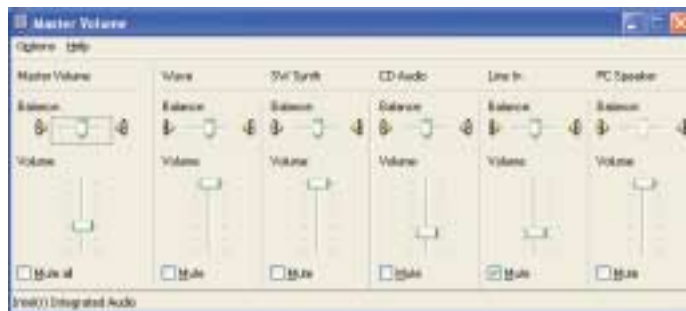 Master Volume
Options Help
Master Volume Wave SW Synth CD Audio Line In PC Speaker
Balance: Balance: Balance: Balance: Balance: Balance:
Volume: Volume: Volume: Volume: Volume: Volume:
Mute all Mute Mute Mute Mute Mute
Intel(r) Integrated Audio